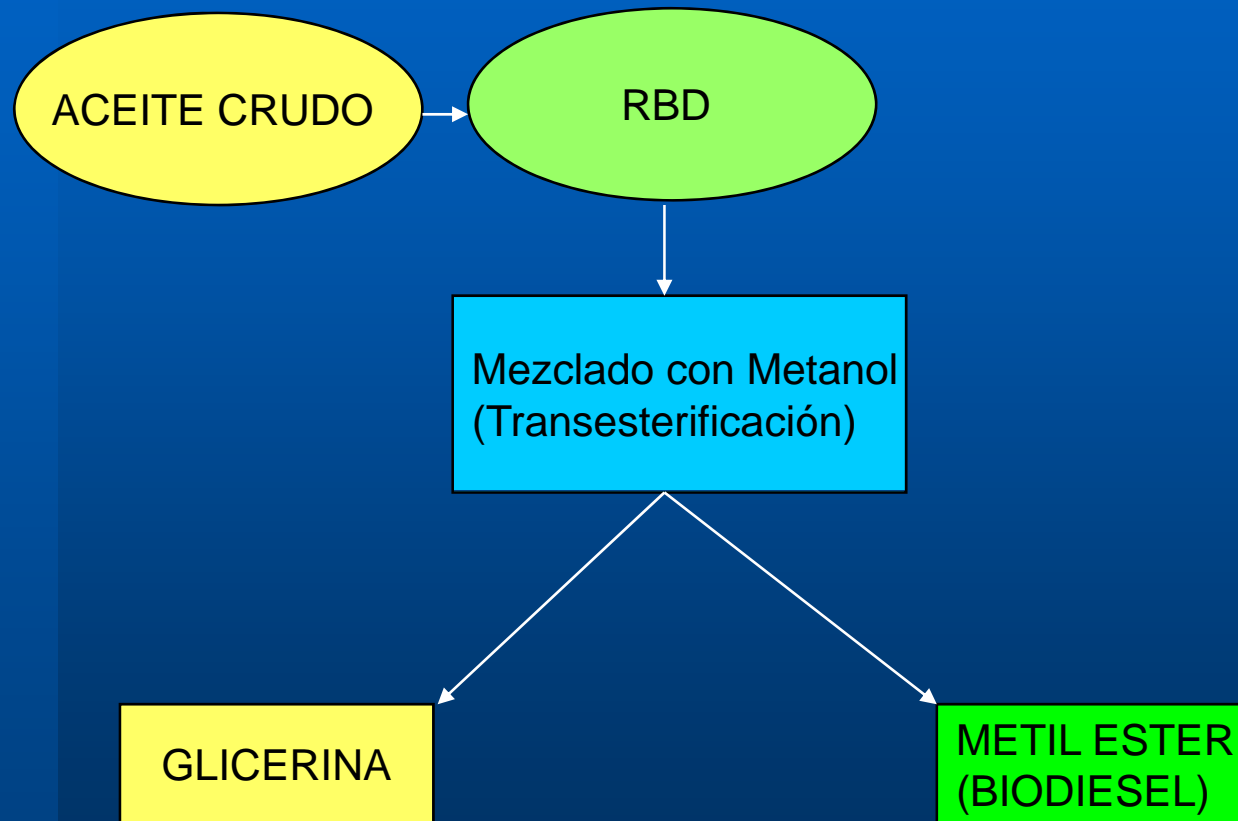 ACEITE CRUDO
RBD
Mezclado con Metanol
(Transesterificación)
GLICERINA
METIL ESTER
(BIODIESEL)